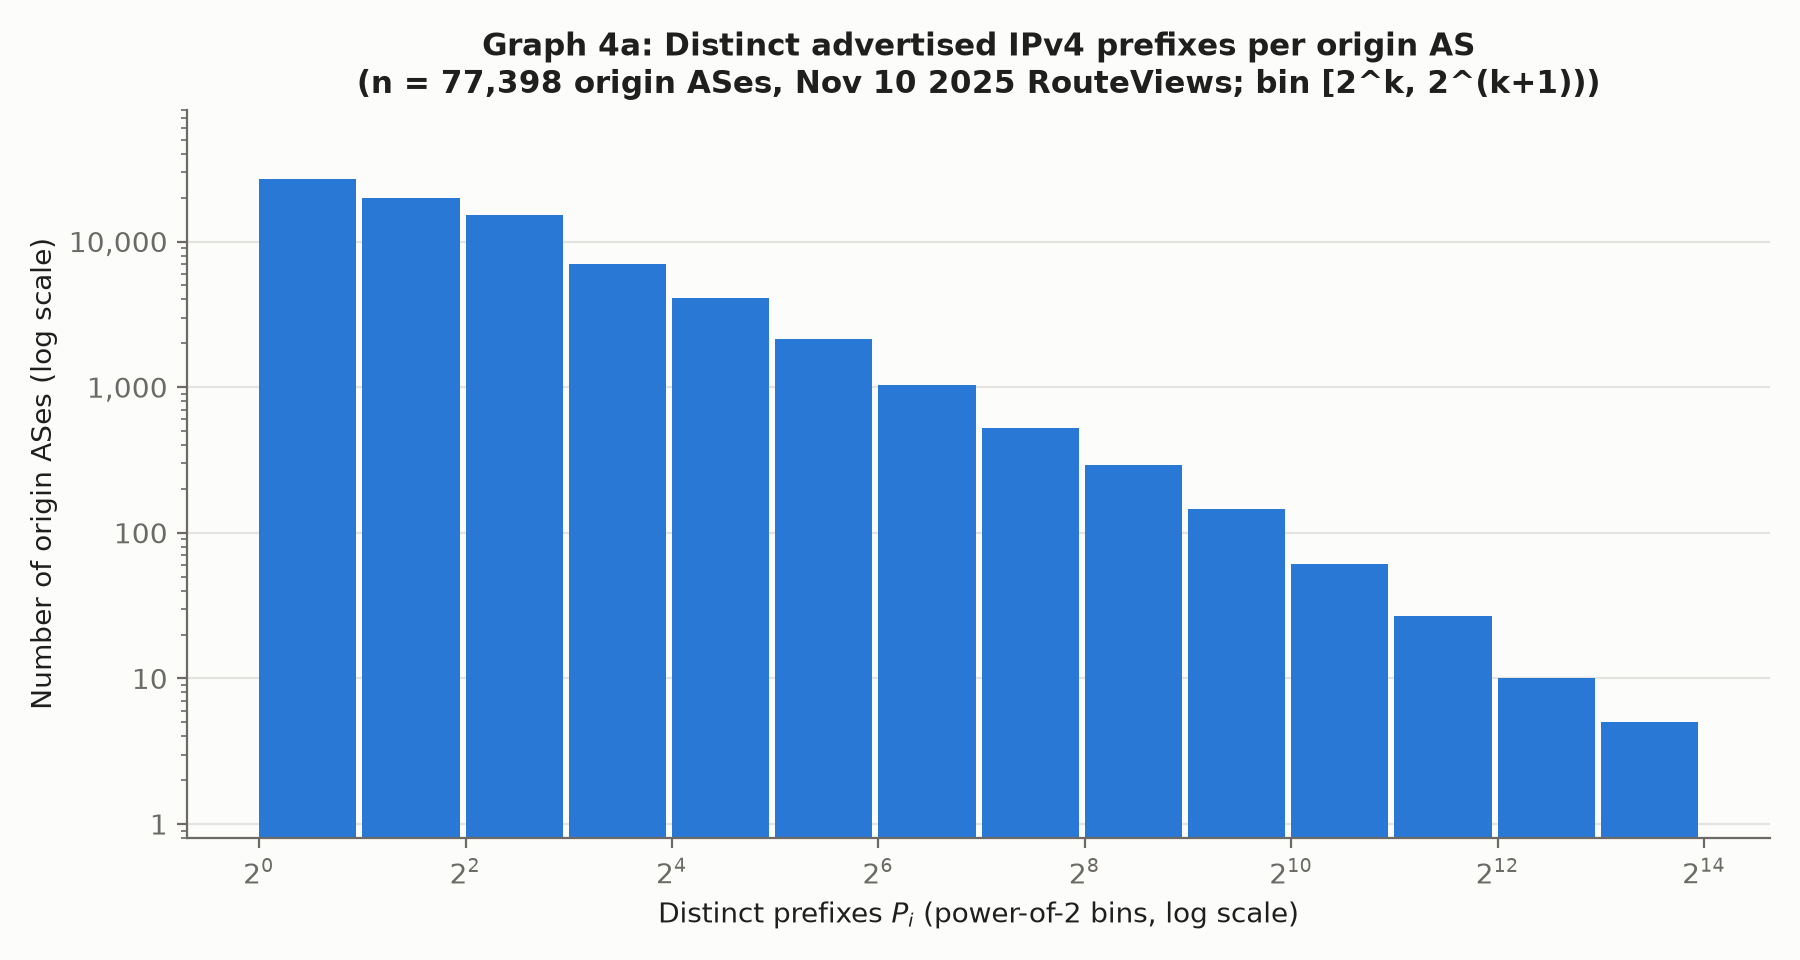 Graph 4a: Distinct advertised IPv4 prefixes per origin AS
(n = 77,398 origin ASes, Nov 10 2025 RouteViews; bin [2^k, 2^(k+1)))
Number of origin ASes (log scale)
10,000
1,000
100
10
1
2⁰ 2² 2⁴ 2⁶ 2⁸ 2¹⁰ 2¹² 2¹⁴
Distinct prefixes Pᵢ (power-of-2 bins, log scale)